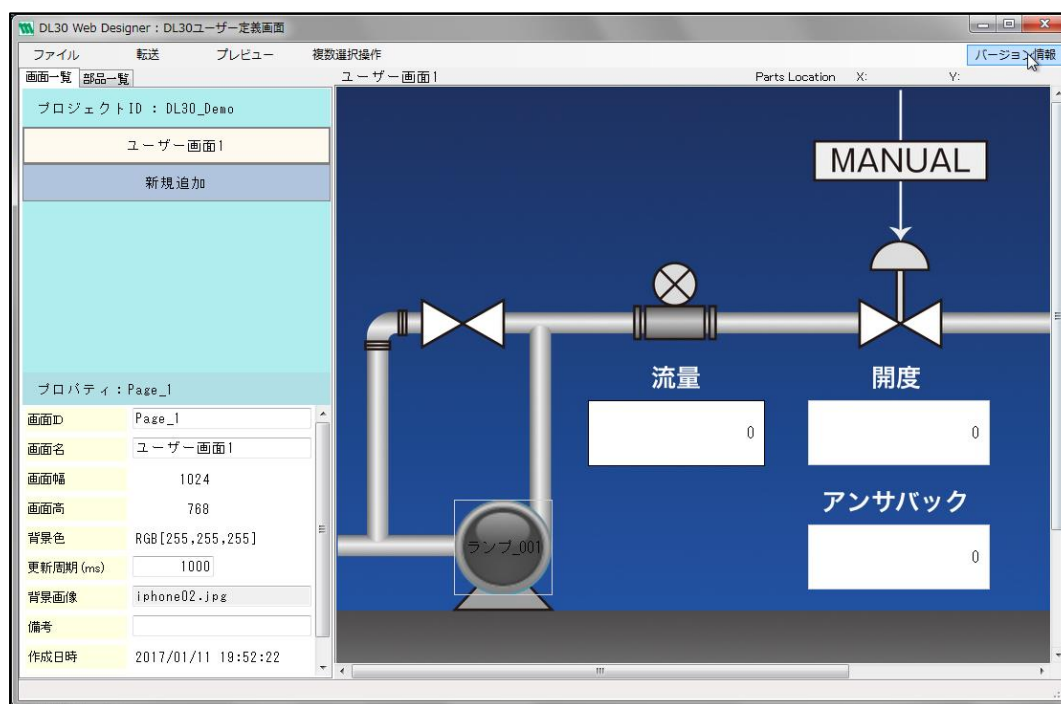 DL30 Web Designer : DL30ユーザー定義画面
ファイル 転送 プレビュー 複数選択操作 バージョン情報
画面一覧 部品一覧 ユーザー画面1 Parts Location X: Y:
プロジェクトID : DL30_Demo
ユーザー画面1
新規追加
MANUAL
流量 開度
0 0
アンサバック
0
ランプ_001
プロパティ:Page_1
画面ID Page_1
画面名 ユーザー画面1
画面幅 1024
画面高 768
背景色 RGB[255,255,255]
更新周期(ms) 1000
背景画像 iphone02.jpg
備考
作成日時 2017/01/11 19:52:22